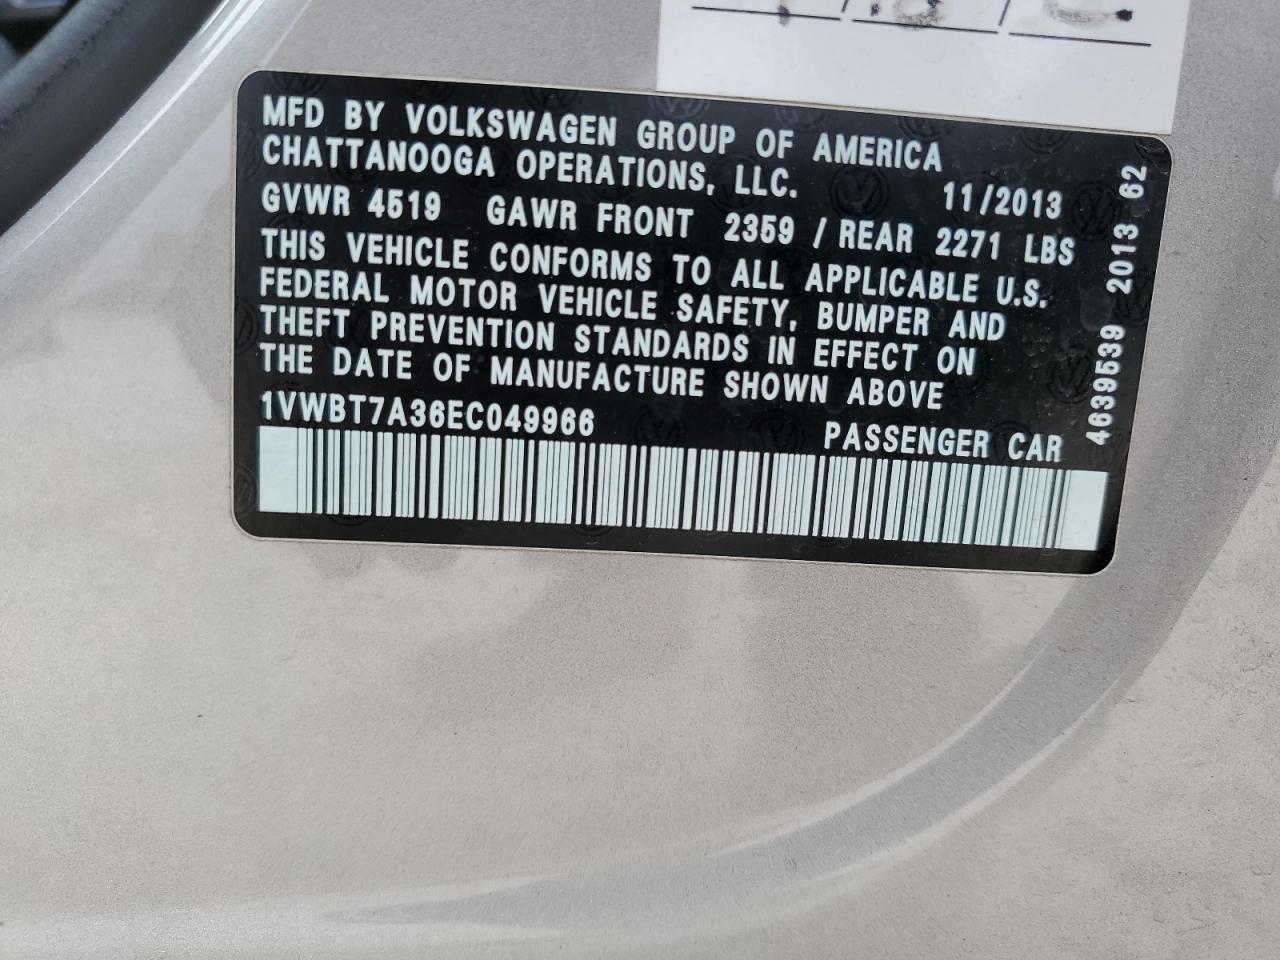 MFD BY VOLKSWAGEN GROUP OF AMERICA
CHATTANOOGA OPERATIONS, LLC. 11/2013
GVWR 4519 GAWR FRONT 2359 / REAR 2271 LBS
THIS VEHICLE CONFORMS TO ALL APPLICABLE U.S.
FEDERAL MOTOR VEHICLE SAFETY, BUMPER AND
THEFT PREVENTION STANDARDS IN EFFECT ON
THE DATE OF MANUFACTURE SHOWN ABOVE
1VWBT7A36EC049966 PASSENGER CAR
4639539 2013 62